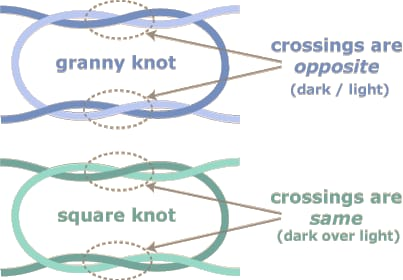 granny knot
crossings are
opposite
(dark / light)
square knot
crossings are
same
(dark over light)